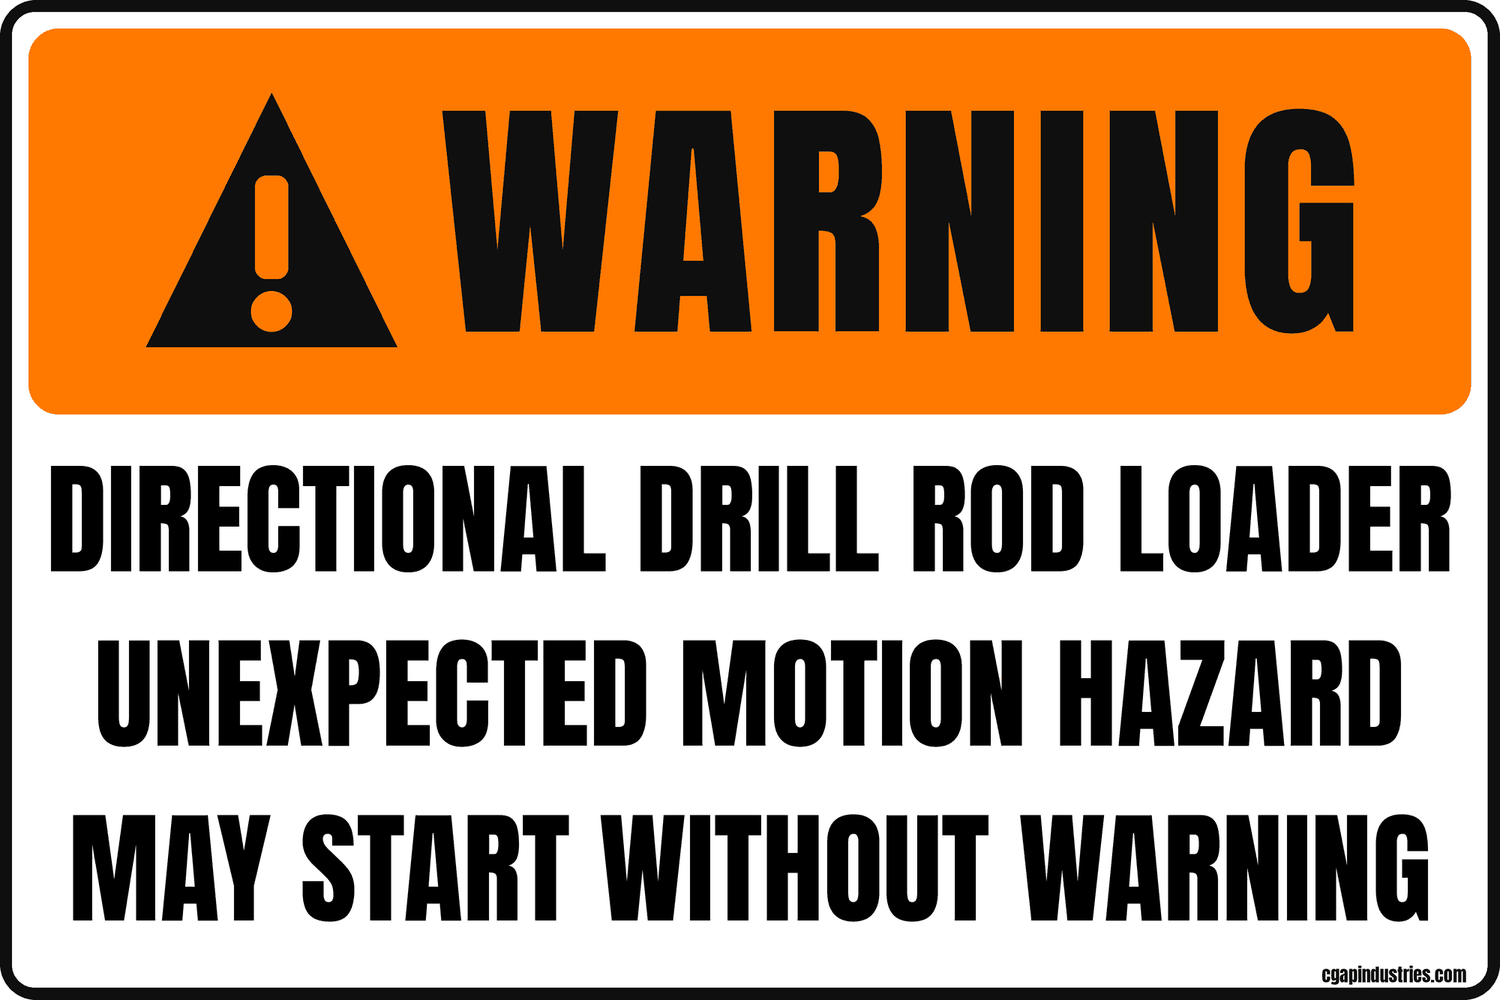 WARNING
DIRECTIONAL DRILL ROD LOADER
UNEXPECTED MOTION HAZARD
MAY START WITHOUT WARNING
cgapindustries.com